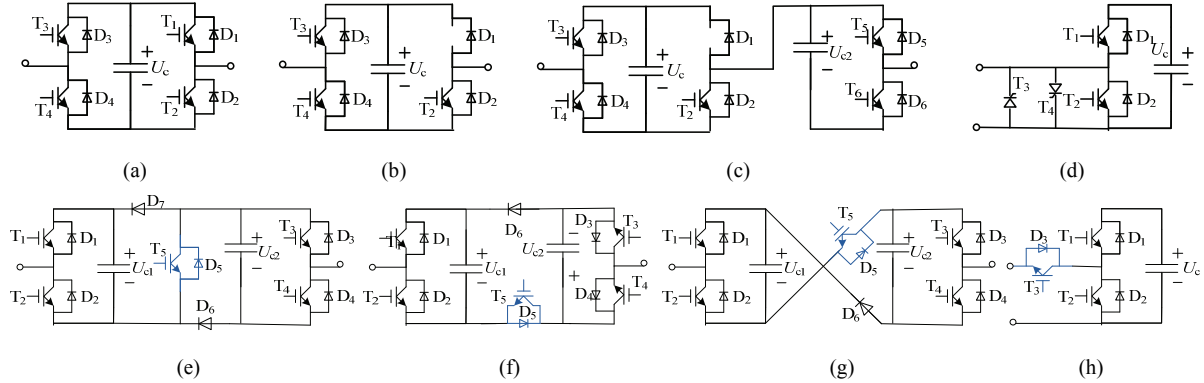 T3 D3 + Uc − T1 D1
T4 D4 T2 D2
(a)
T3 D3 + Uc − D1
T4 D4 T2 D2
(b)
T3 D3 + Uc − D1 + Uc2 − T5 D5
T4 D4 T2 D2 T6 D6
(c)
T1 D1 Uc + −
T3 T4 T2 D2
(d)
D7
T1 D1 + Uc1 − T5 D5 + Uc2 − T3 D3
T2 D2 D6 T4 D4
(e)
D6
T1 D1 + Uc1 − Uc2 + − D3 T3
T2 D2 T5 D5 D4 T4
(f)
T5
T1 D1 + Uc1 − D5 + Uc2 − T3 D3
T2 D2 D6 T4 D4
(g)
D3 T3
T1 D1 + Uc −
T2 D2
(h)